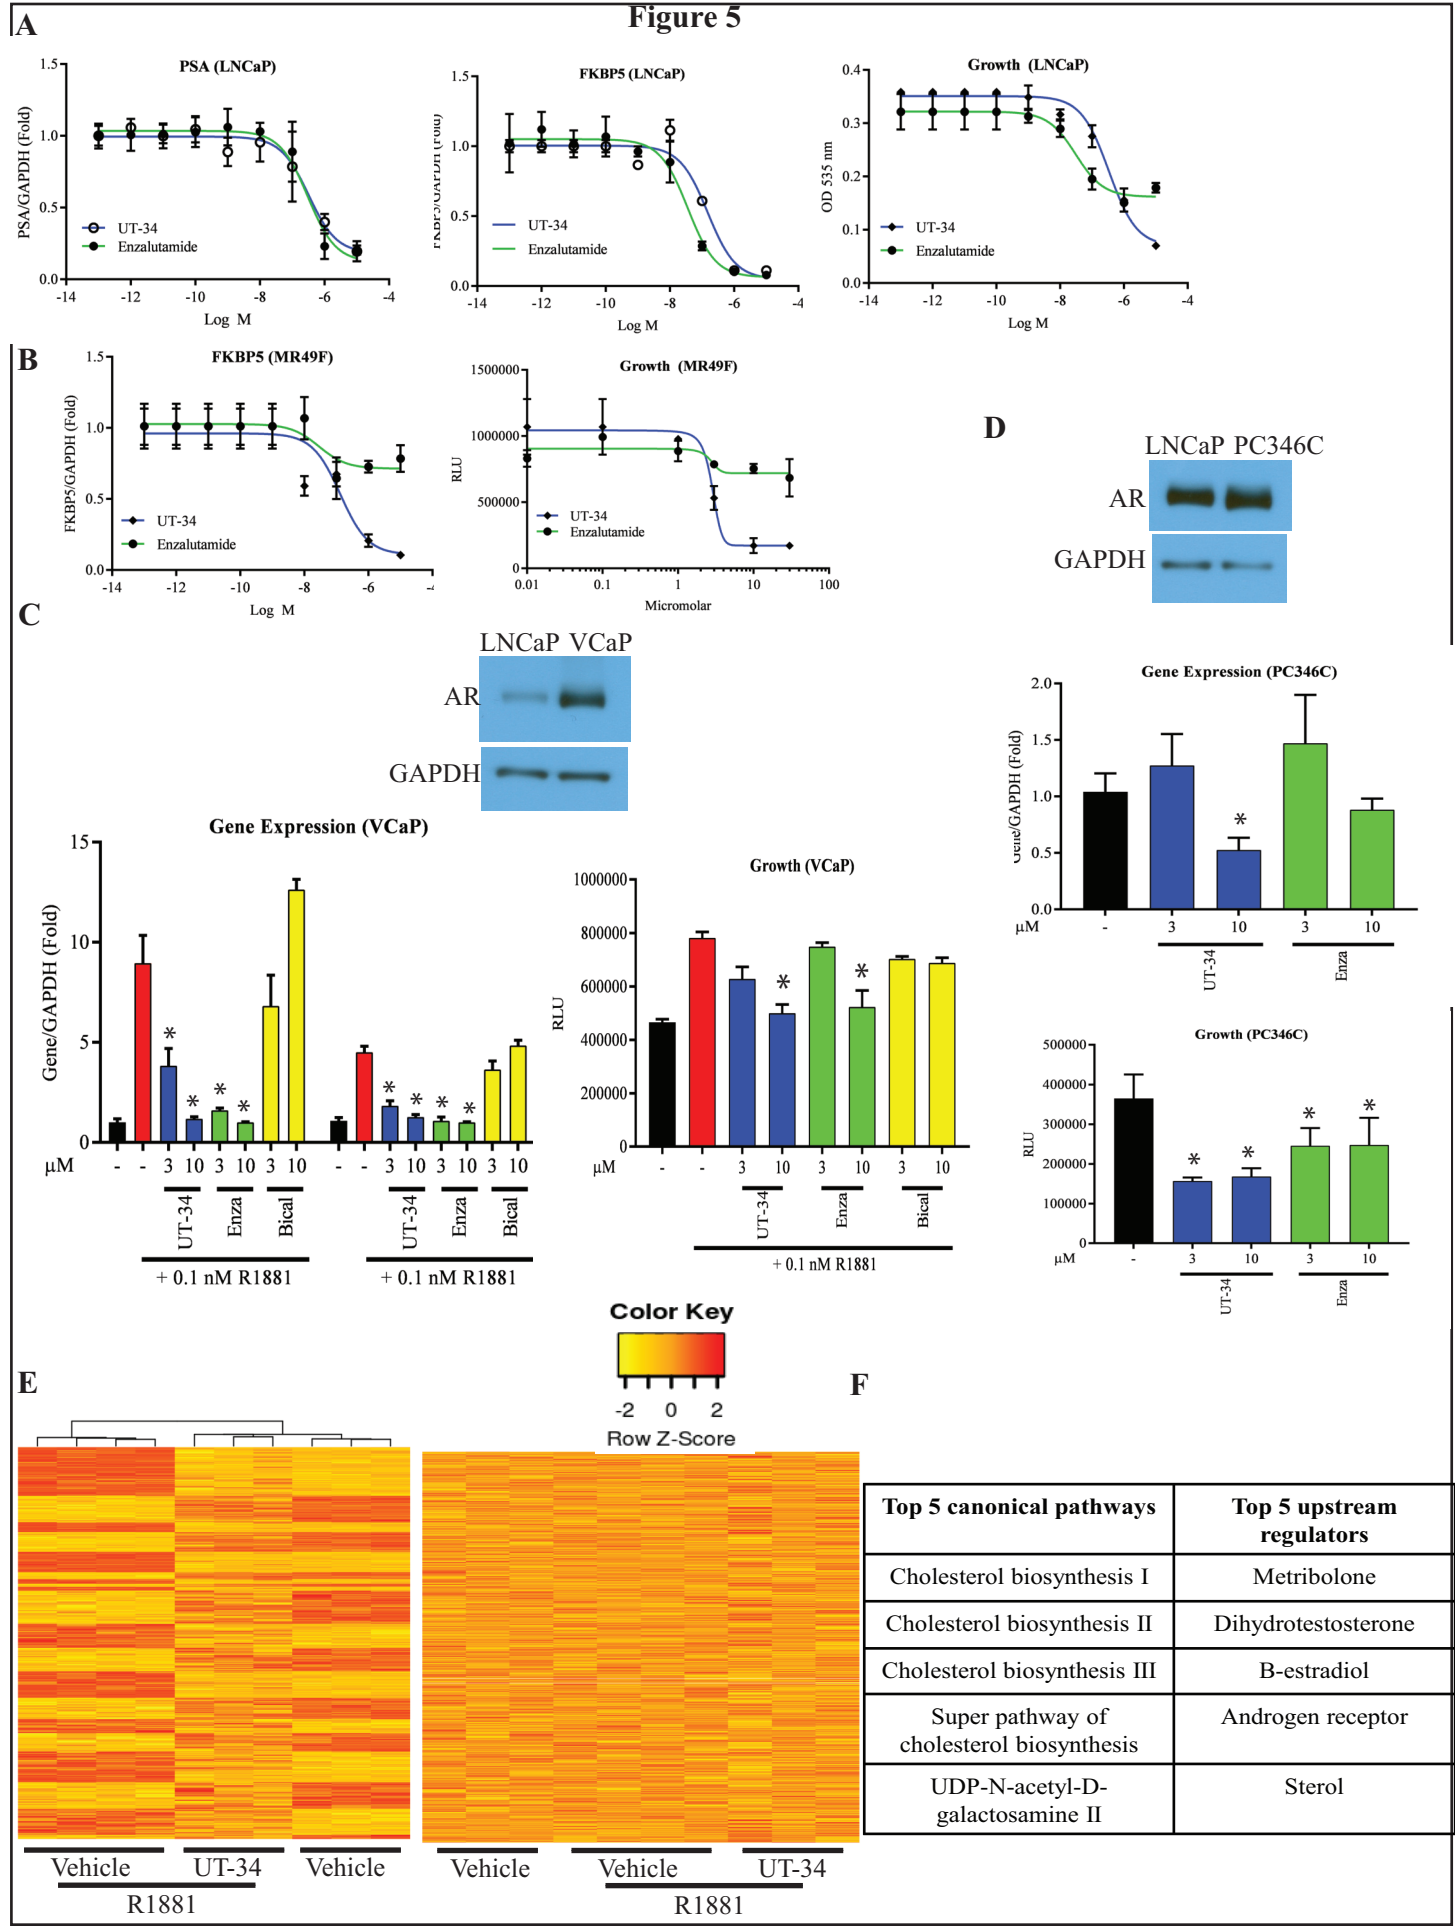 Figure 5
A
PSA (LNCaP)
PSA/GAPDH (Fold)
1.5
1.0
0.5
0.0
UT-34
Enzalutamide
-14 -12 -10 -8 -6 -4
Log M
FKBP5 (LNCaP)
FKBP5/GAPDH (Fold)
1.5
1.0
0.5
0.0
UT-34
Enzalutamide
-14 -12 -10 -8 -6 -4
Log M
Growth (LNCaP)
OD 535 nm
0.4
0.3
0.2
0.1
0.0
UT-34
Enzalutamide
-14 -12 -10 -8 -6 -4
Log M
B
FKBP5 (MR49F)
FKBP5/GAPDH (Fold)
1.5
1.0
0.5
0.0
UT-34
Enzalutamide
-14 -12 -10 -8 -6
Log M
Growth (MR49F)
RLU
1500000
1000000
500000
0
UT-34
Enzalutamide
0.01 0.1 1 10 100
Micromolar
C
LNCaP VCaP
AR
GAPDH
Gene Expression (VCaP)
Gene/GAPDH (Fold)
15
10
5
0
* * * * * * * *
µM - - 3 10 3 10 3 10 - - 3 10 3 10 3 10
UT-34 Enza Bical UT-34 Enza Bical
+ 0.1 nM R1881 + 0.1 nM R1881
Growth (VCaP)
RLU
1000000
800000
600000
400000
200000
0
* *
µM - - 3 10 3 10 3 10
UT-34 Enza Bical
+ 0.1 nM R1881
D
LNCaP PC346C
AR
GAPDH
Gene Expression (PC346C)
Gene/GAPDH (Fold)
2.0
1.5
1.0
0.5
0.0
*
µM - 3 10 3 10
UT-34 Enza
Growth (PC346C)
RLU
500000
400000
300000
200000
100000
0
* * * *
µM - 3 10 3 10
UT-34 Enza
E
Color Key
-2 0 2
Row Z-Score
Vehicle UT-34 Vehicle
R1881
Vehicle Vehicle UT-34
R1881
F
Top 5 canonical pathways
Top 5 upstream
regulators
Cholesterol biosynthesis I
Metribolone
Cholesterol biosynthesis II
Dihydrotestosterone
Cholesterol biosynthesis III
B-estradiol
Super pathway of
cholesterol biosynthesis
Androgen receptor
UDP-N-acetyl-D-
galactosamine II
Sterol